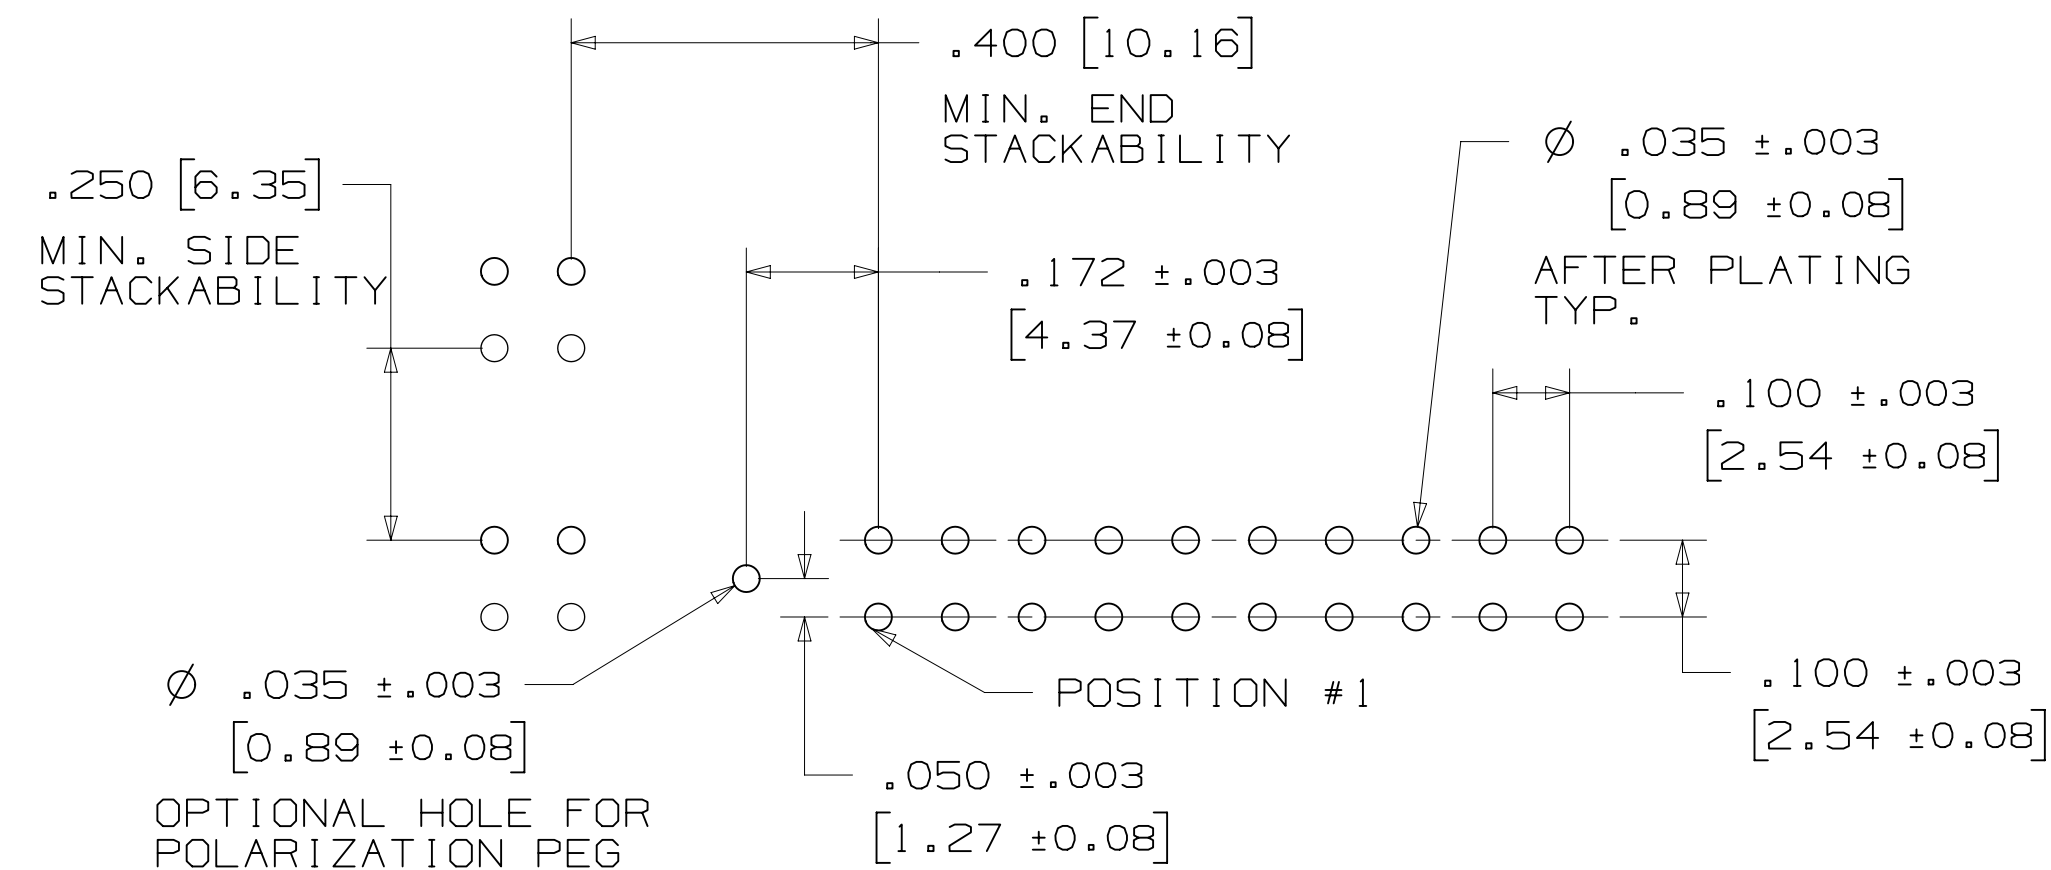 .400 [10.16]
MIN. END
STACKABILITY
Ø .035 ±.003
[0.89 ±0.08]
AFTER PLATING
TYP.
.250 [6.35]
MIN. SIDE
STACKABILITY
.172 ±.003
[4.37 ±0.08]
.100 ±.003
[2.54 ±0.08]
Ø .035 ±.003
[0.89 ±0.08]
OPTIONAL HOLE FOR
POLARIZATION PEG
POSITION #1
.100 ±.003
[2.54 ±0.08]
.050 ±.003
[1.27 ±0.08]